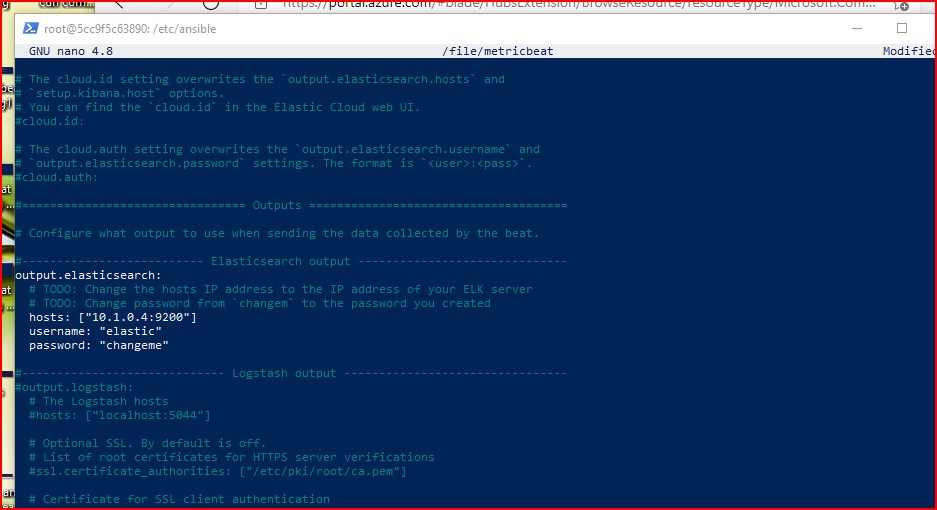 https://portal.azure.com/#blade/HubsExtension/BrowseResource/resourceType/Microsoft.Com...
root@5cc9f5c63890: /etc/ansible
GNU nano 4.8 /file/metricbeat Modified
# The cloud.id setting overwrites the `output.elasticsearch.hosts` and
# `setup.kibana.host` options.
# You can find the `cloud.id` in the Elastic Cloud web UI.
#cloud.id:
# The cloud.auth setting overwrites the `output.elasticsearch.username` and
# `output.elasticsearch.password` settings. The format is `<user>:<pass>`.
#cloud.auth:
#================================ Outputs =====================================
# Configure what output to use when sending the data collected by the beat.
#-------------------------- Elasticsearch output ------------------------------
output.elasticsearch:
# TODO: Change the hosts IP address to the IP address of your ELK server
# TODO: Change password from `changem` to the password you created
hosts: ["10.1.0.4:9200"]
username: "elastic"
password: "changeme"
#----------------------------- Logstash output --------------------------------
#output.logstash:
# The Logstash hosts
#hosts: ["localhost:5044"]
# Optional SSL. By default is off.
# List of root certificates for HTTPS server verifications
#ssl.certificate_authorities: ["/etc/pki/root/ca.pem"]
# Certificate for SSL client authentication